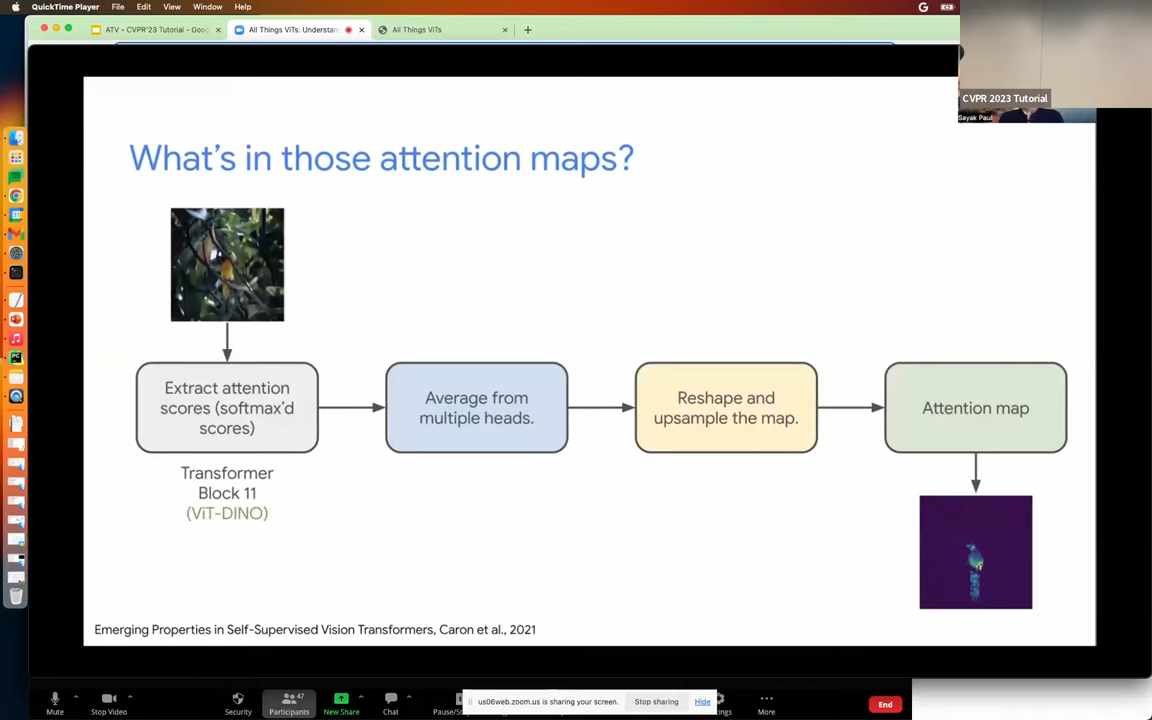 QuickTime Player File Edit View Window Help
ATV - CVPR'23 Tutorial - Goo
All Things ViTs: Understan
All Things ViTs
CVPR 2023 Tutorial
Sayak Paul
What's in those attention maps?
Extract attention
scores (softmax'd
scores)
Average from
multiple heads.
Reshape and
upsample the map.
Attention map
Transformer
Block 11
(ViT-DINO)
Emerging Properties in Self-Supervised Vision Transformers, Caron et al., 2021
us06web.zoom.us is sharing your screen. Stop sharing Hide
47
Mute Stop Video Security Participants New Share Chat Pause/S tings More End